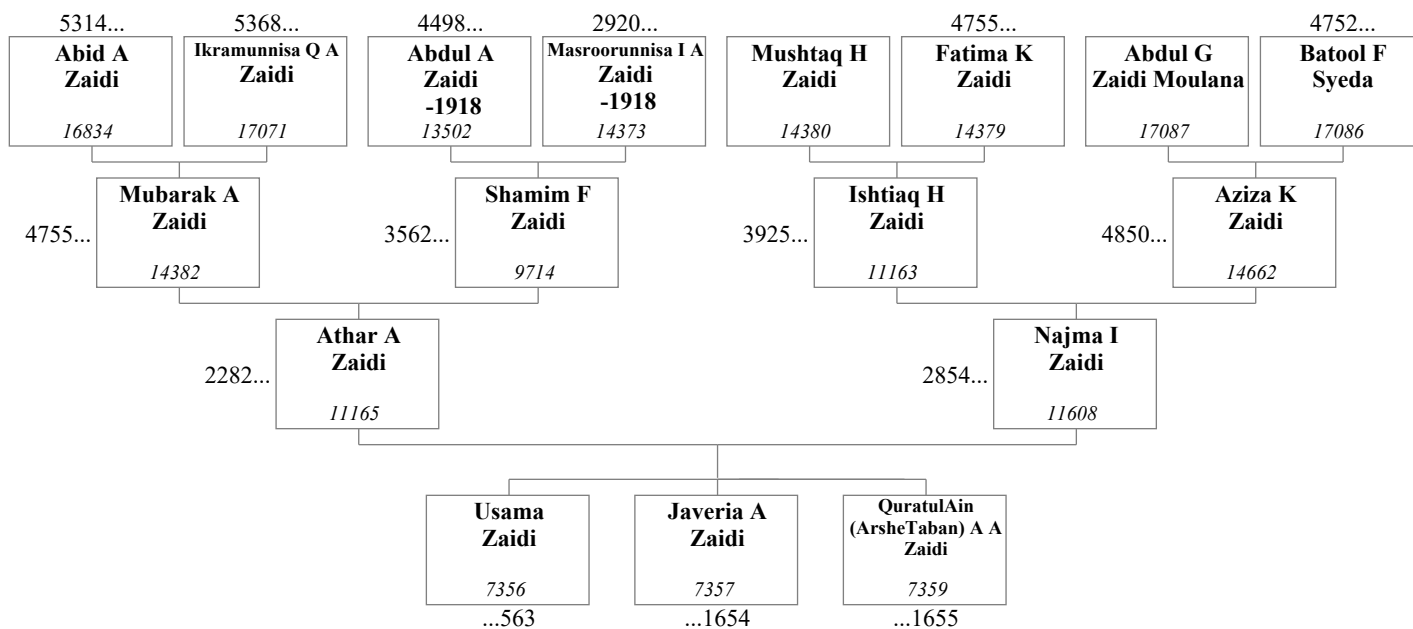 5314...
5368...
4498...
2920...
4755...
4752...
Abid A
Zaidi
16834
Ikramunnisa Q A
Zaidi
17071
Abdul A
Zaidi
-1918
13502
Masroorunnisa I A
Zaidi
-1918
14373
Mushtaq H
Zaidi
14380
Fatima K
Zaidi
14379
Abdul G
Zaidi Moulana
17087
Batool F
Syeda
17086
4755...
Mubarak A
Zaidi
14382
3562...
Shamim F
Zaidi
9714
3925...
Ishtiaq H
Zaidi
11163
4850...
Aziza K
Zaidi
14662
2282...
Athar A
Zaidi
11165
2854...
Najma I
Zaidi
11608
Usama
Zaidi
7356
...563
Javeria A
Zaidi
7357
...1654
QuratulAin
(ArsheTaban) A A
Zaidi
7359
...1655